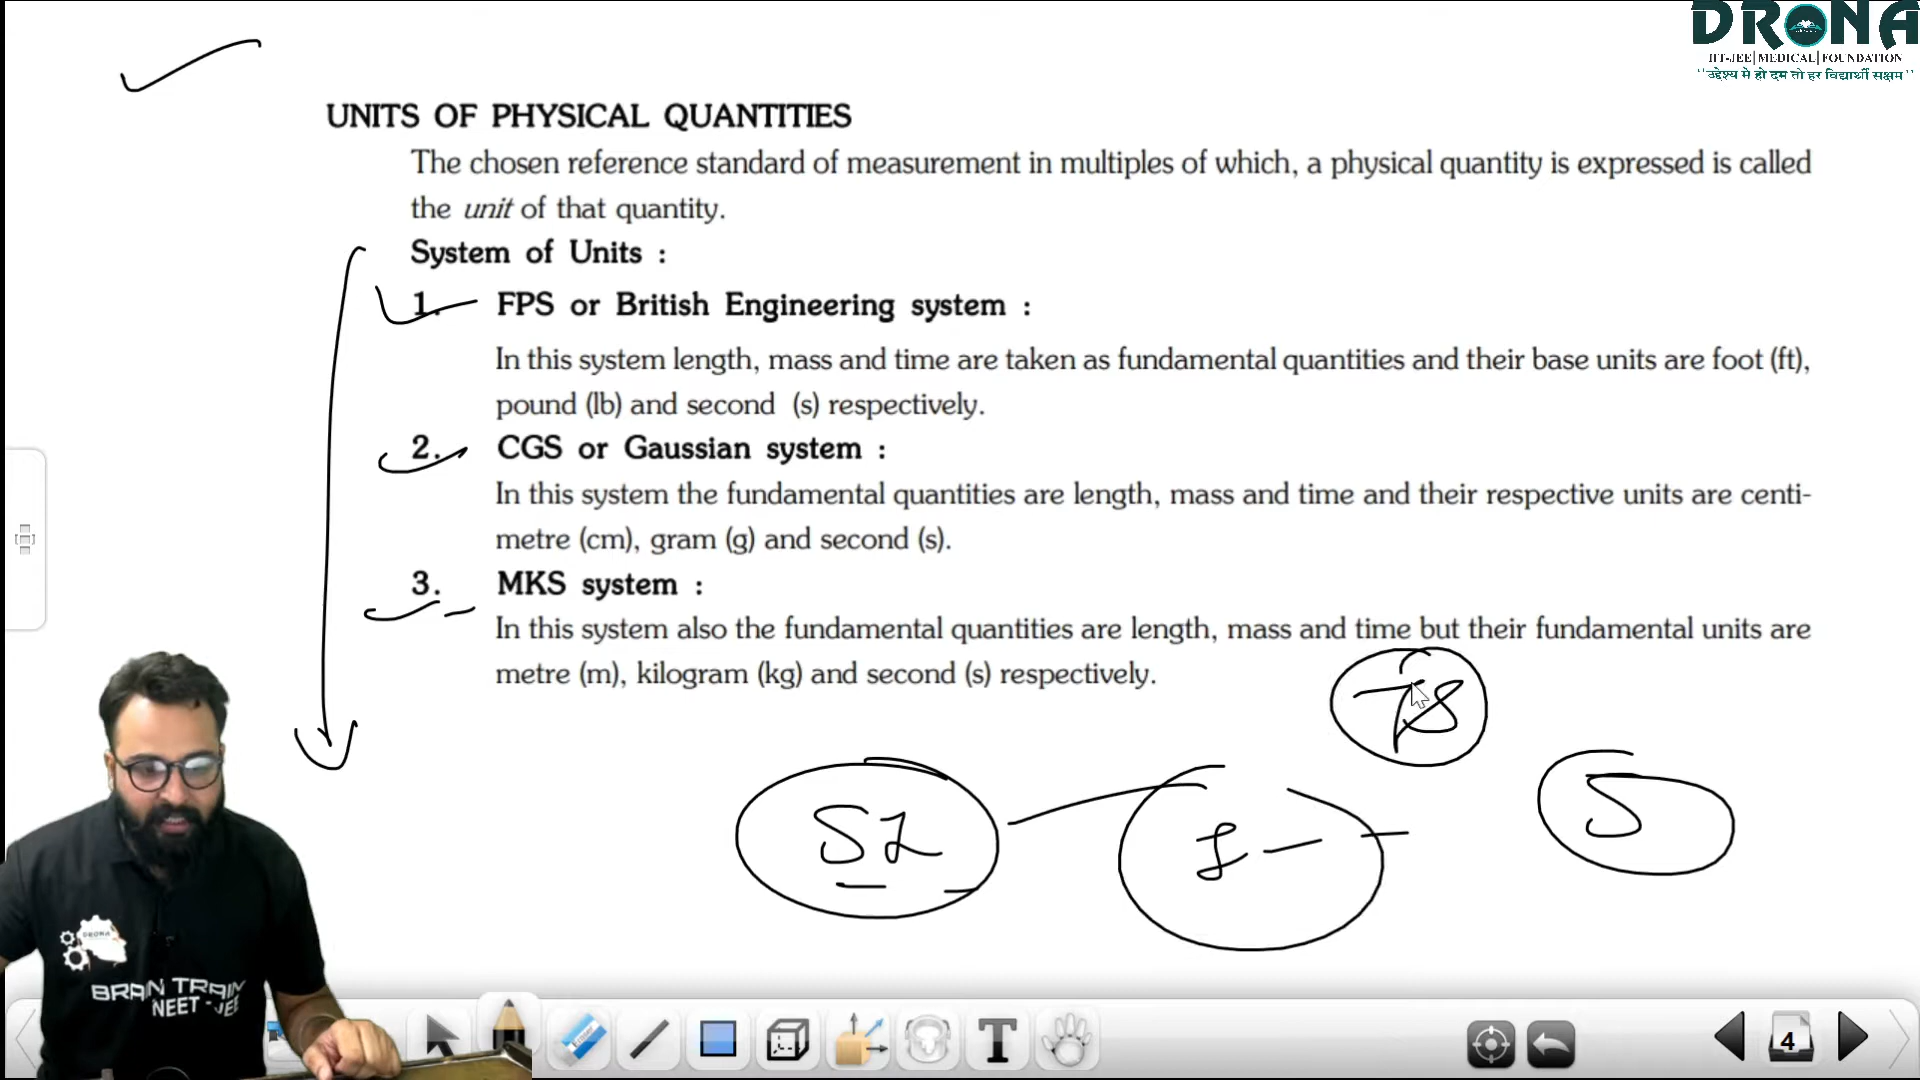 DRONA
IIT-JEE|MEDICAL|FOUNDATION
"उद्देश्य मे हो दम तो हर विद्यार्थी सक्षम"
UNITS OF PHYSICAL QUANTITIES
The chosen reference standard of measurement in multiples of which, a physical quantity is expressed is called
the unit of that quantity.
System of Units :
1. FPS or British Engineering system :
In this system length, mass and time are taken as fundamental quantities and their base units are foot (ft),
pound (lb) and second (s) respectively.
2. CGS or Gaussian system :
In this system the fundamental quantities are length, mass and time and their respective units are centi-
metre (cm), gram (g) and second (s).
3. MKS system :
In this system also the fundamental quantities are length, mass and time but their fundamental units are
metre (m), kilogram (kg) and second (s) respectively.
SI
DRONA
BRAIN TRAIN
NEET - JEE
T
4